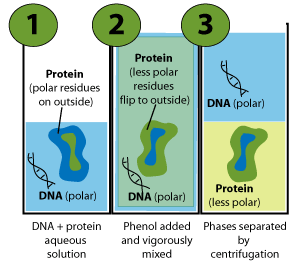 1
2
3
Protein
(polar residues
on outside)
DNA (polar)
DNA + protein
aqueous
solution
Protein
(less polar
residues
flip to outside)
DNA (polar)
Phenol added
and vigorously
mixed
DNA (polar)
Protein
(less polar)
Phases separated
by
centrifugation